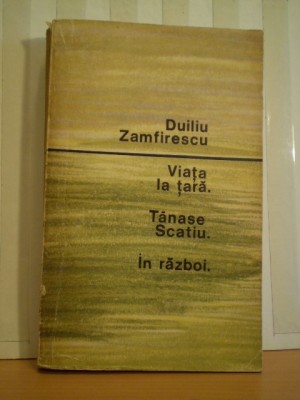 Duiliu
Zamfirescu
Viața
la țară.
Tănase
Scatiu.
În război.